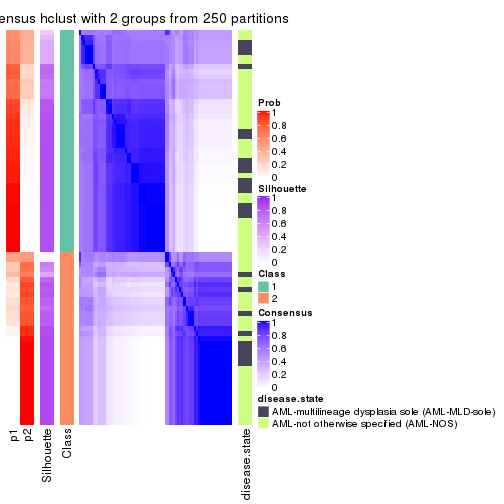 ensus hclust with 2 groups from 250 partitions
Prob
1
0.8
0.6
0.4
0.2
0
Silhouette
1
0.8
0.6
0.4
0.2
0
Class
1
2
Consensus
1
0.8
0.6
0.4
0.2
0
disease.state
AML-multilineage dysplasia sole (AML-MLD-sole)
AML-not otherwise specified (AML-NOS)
p1
p2
Silhouette
Class
disease.state